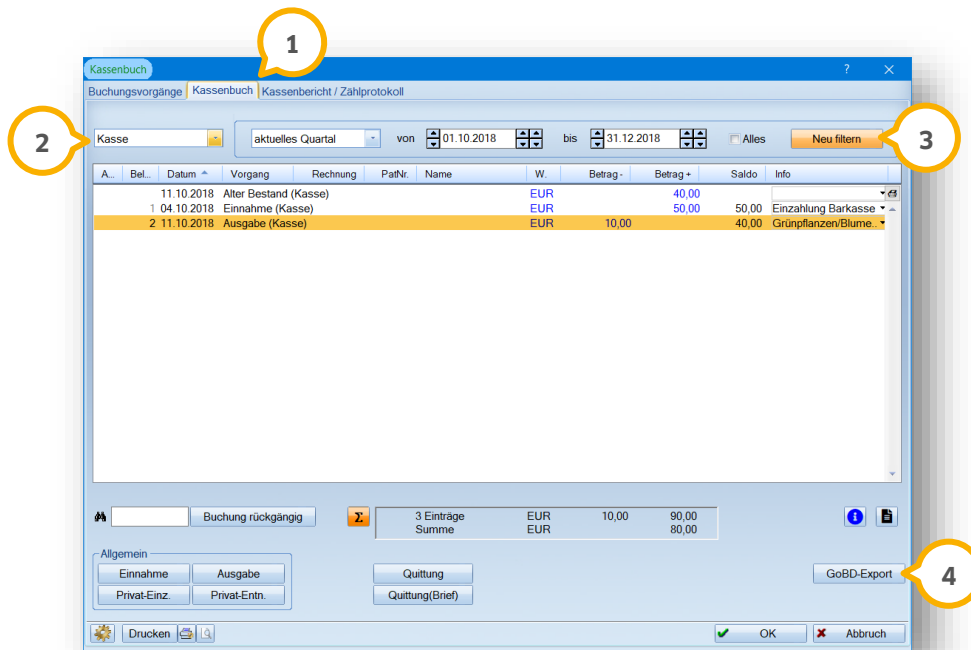 1
Kassenbuch ?
Buchungsvorgänge Kassenbuch Kassenbericht / Zählprotokoll
2 Kasse aktuelles Quartal von 01.10.2018 bis 31.12.2018 Alles Neu filtern 3
A... Bel... Datum Vorgang Rechnung PatNr. Name W. Betrag - Betrag + Saldo Info
11.10.2018 Alter Bestand (Kasse) EUR 40,00
1 04.10.2018 Einnahme (Kasse) EUR 50,00 50,00 Einzahlung Barkasse
2 11.10.2018 Ausgabe (Kasse) EUR 10,00 40,00 Grünpflanzen/Blume..
Buchung rückgängig Σ 3 Einträge EUR 10,00 90,00
Summe EUR 80,00
Allgemein
Einnahme Ausgabe Quittung GoBD-Export 4
Privat-Einz. Privat-Entn. Quittung(Brief)
Drucken OK Abbruch